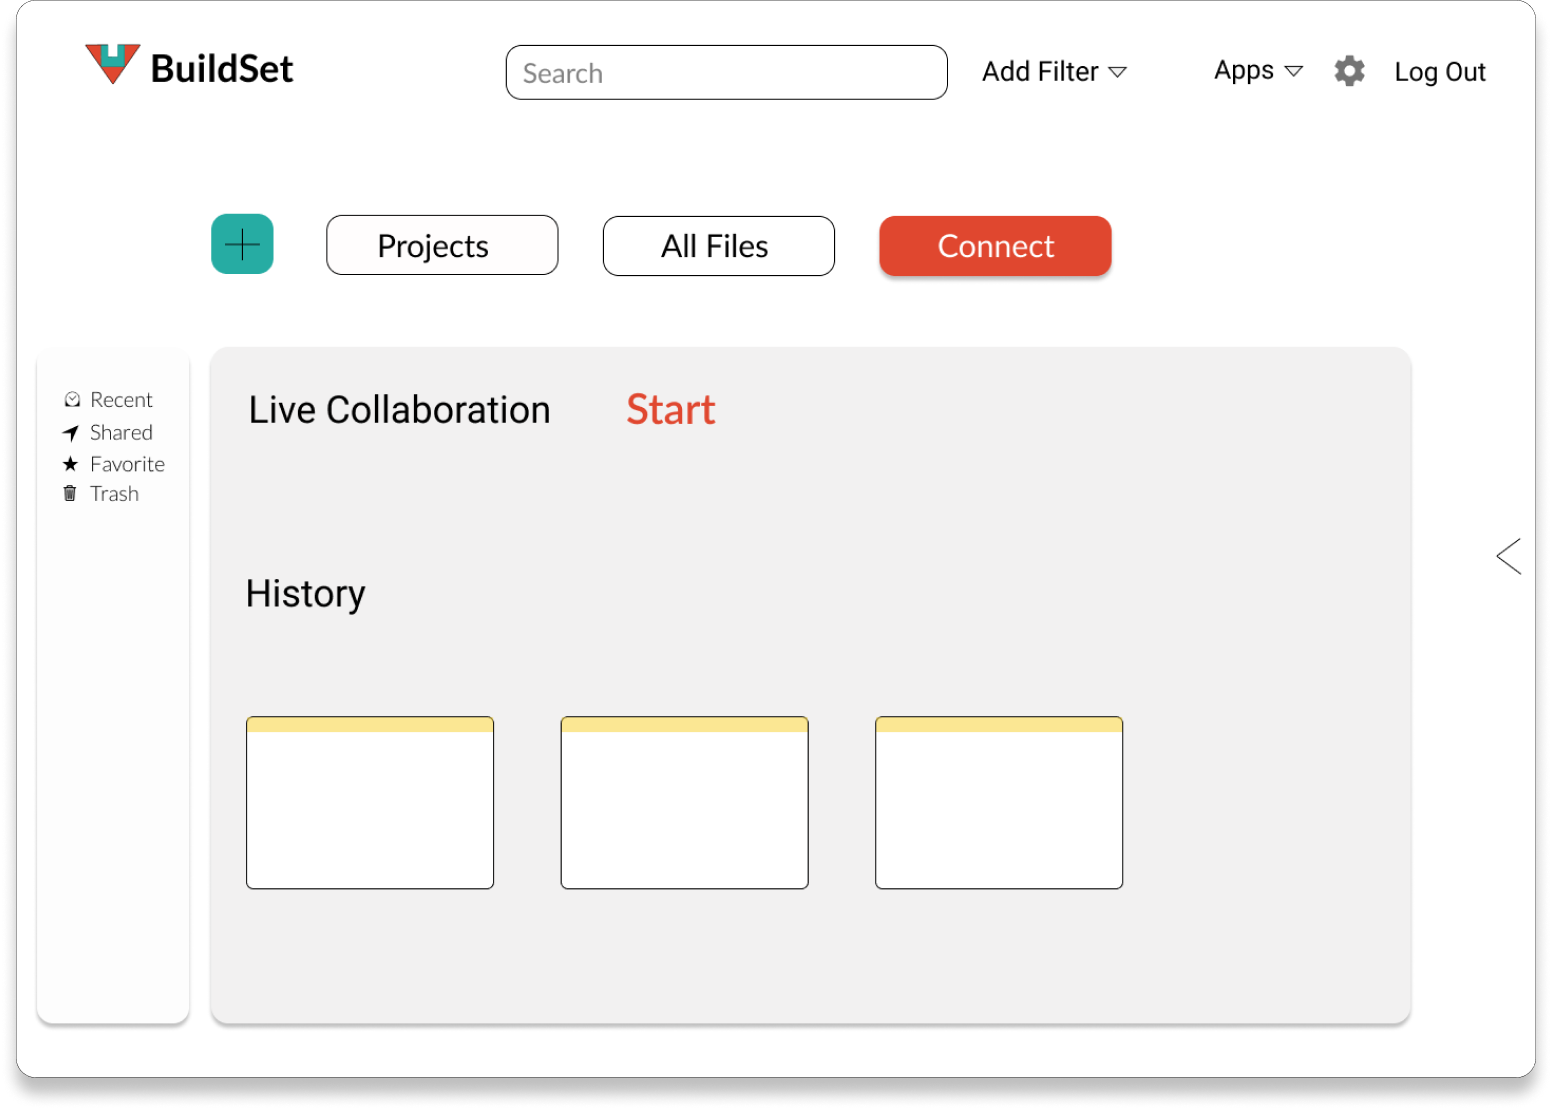 BuildSet
Search
Add Filter
Apps
Log Out
Projects
All Files
Connect
Recent
Shared
Favorite
Trash
Live Collaboration
Start
History